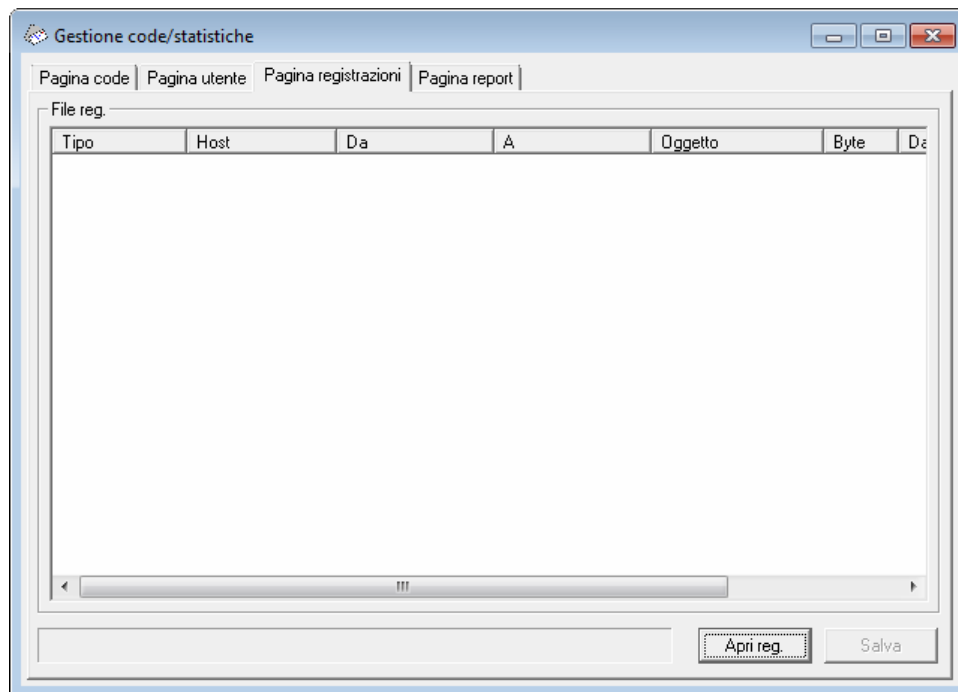 Gestione code/statistiche
Pagina code Pagina utente Pagina registrazioni Pagina report
File reg.
Tipo Host Da A Oggetto Byte Da
Apri reg. Salva